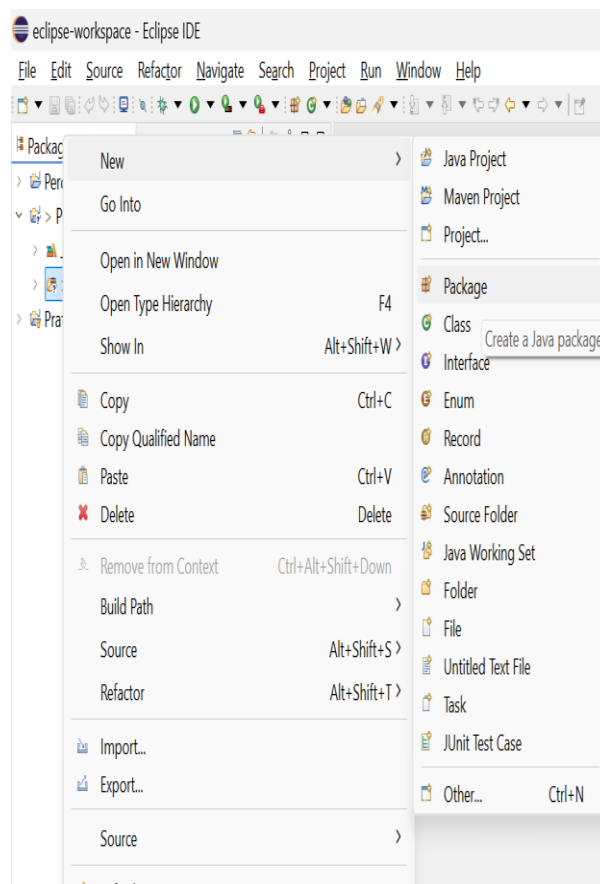 eclipse-workspace - Eclipse IDE
File Edit Source Refactor Navigate Search Project Run Window Help
Packag
Perc
> P
Prat
New
Go Into
Open in New Window
Open Type Hierarchy F4
Show In Alt+Shift+W >
Copy Ctrl+C
Copy Qualified Name
Paste Ctrl+V
Delete Delete
Remove from Context Ctrl+Alt+Shift+Down
Build Path
Source Alt+Shift+S >
Refactor Alt+Shift+T >
Import...
Export...
Source
Java Project
Maven Project
Project...
Package
Class
Create a Java package
Interface
Enum
Record
Annotation
Source Folder
Java Working Set
Folder
File
Untitled Text File
Task
JUnit Test Case
Other... Ctrl+N